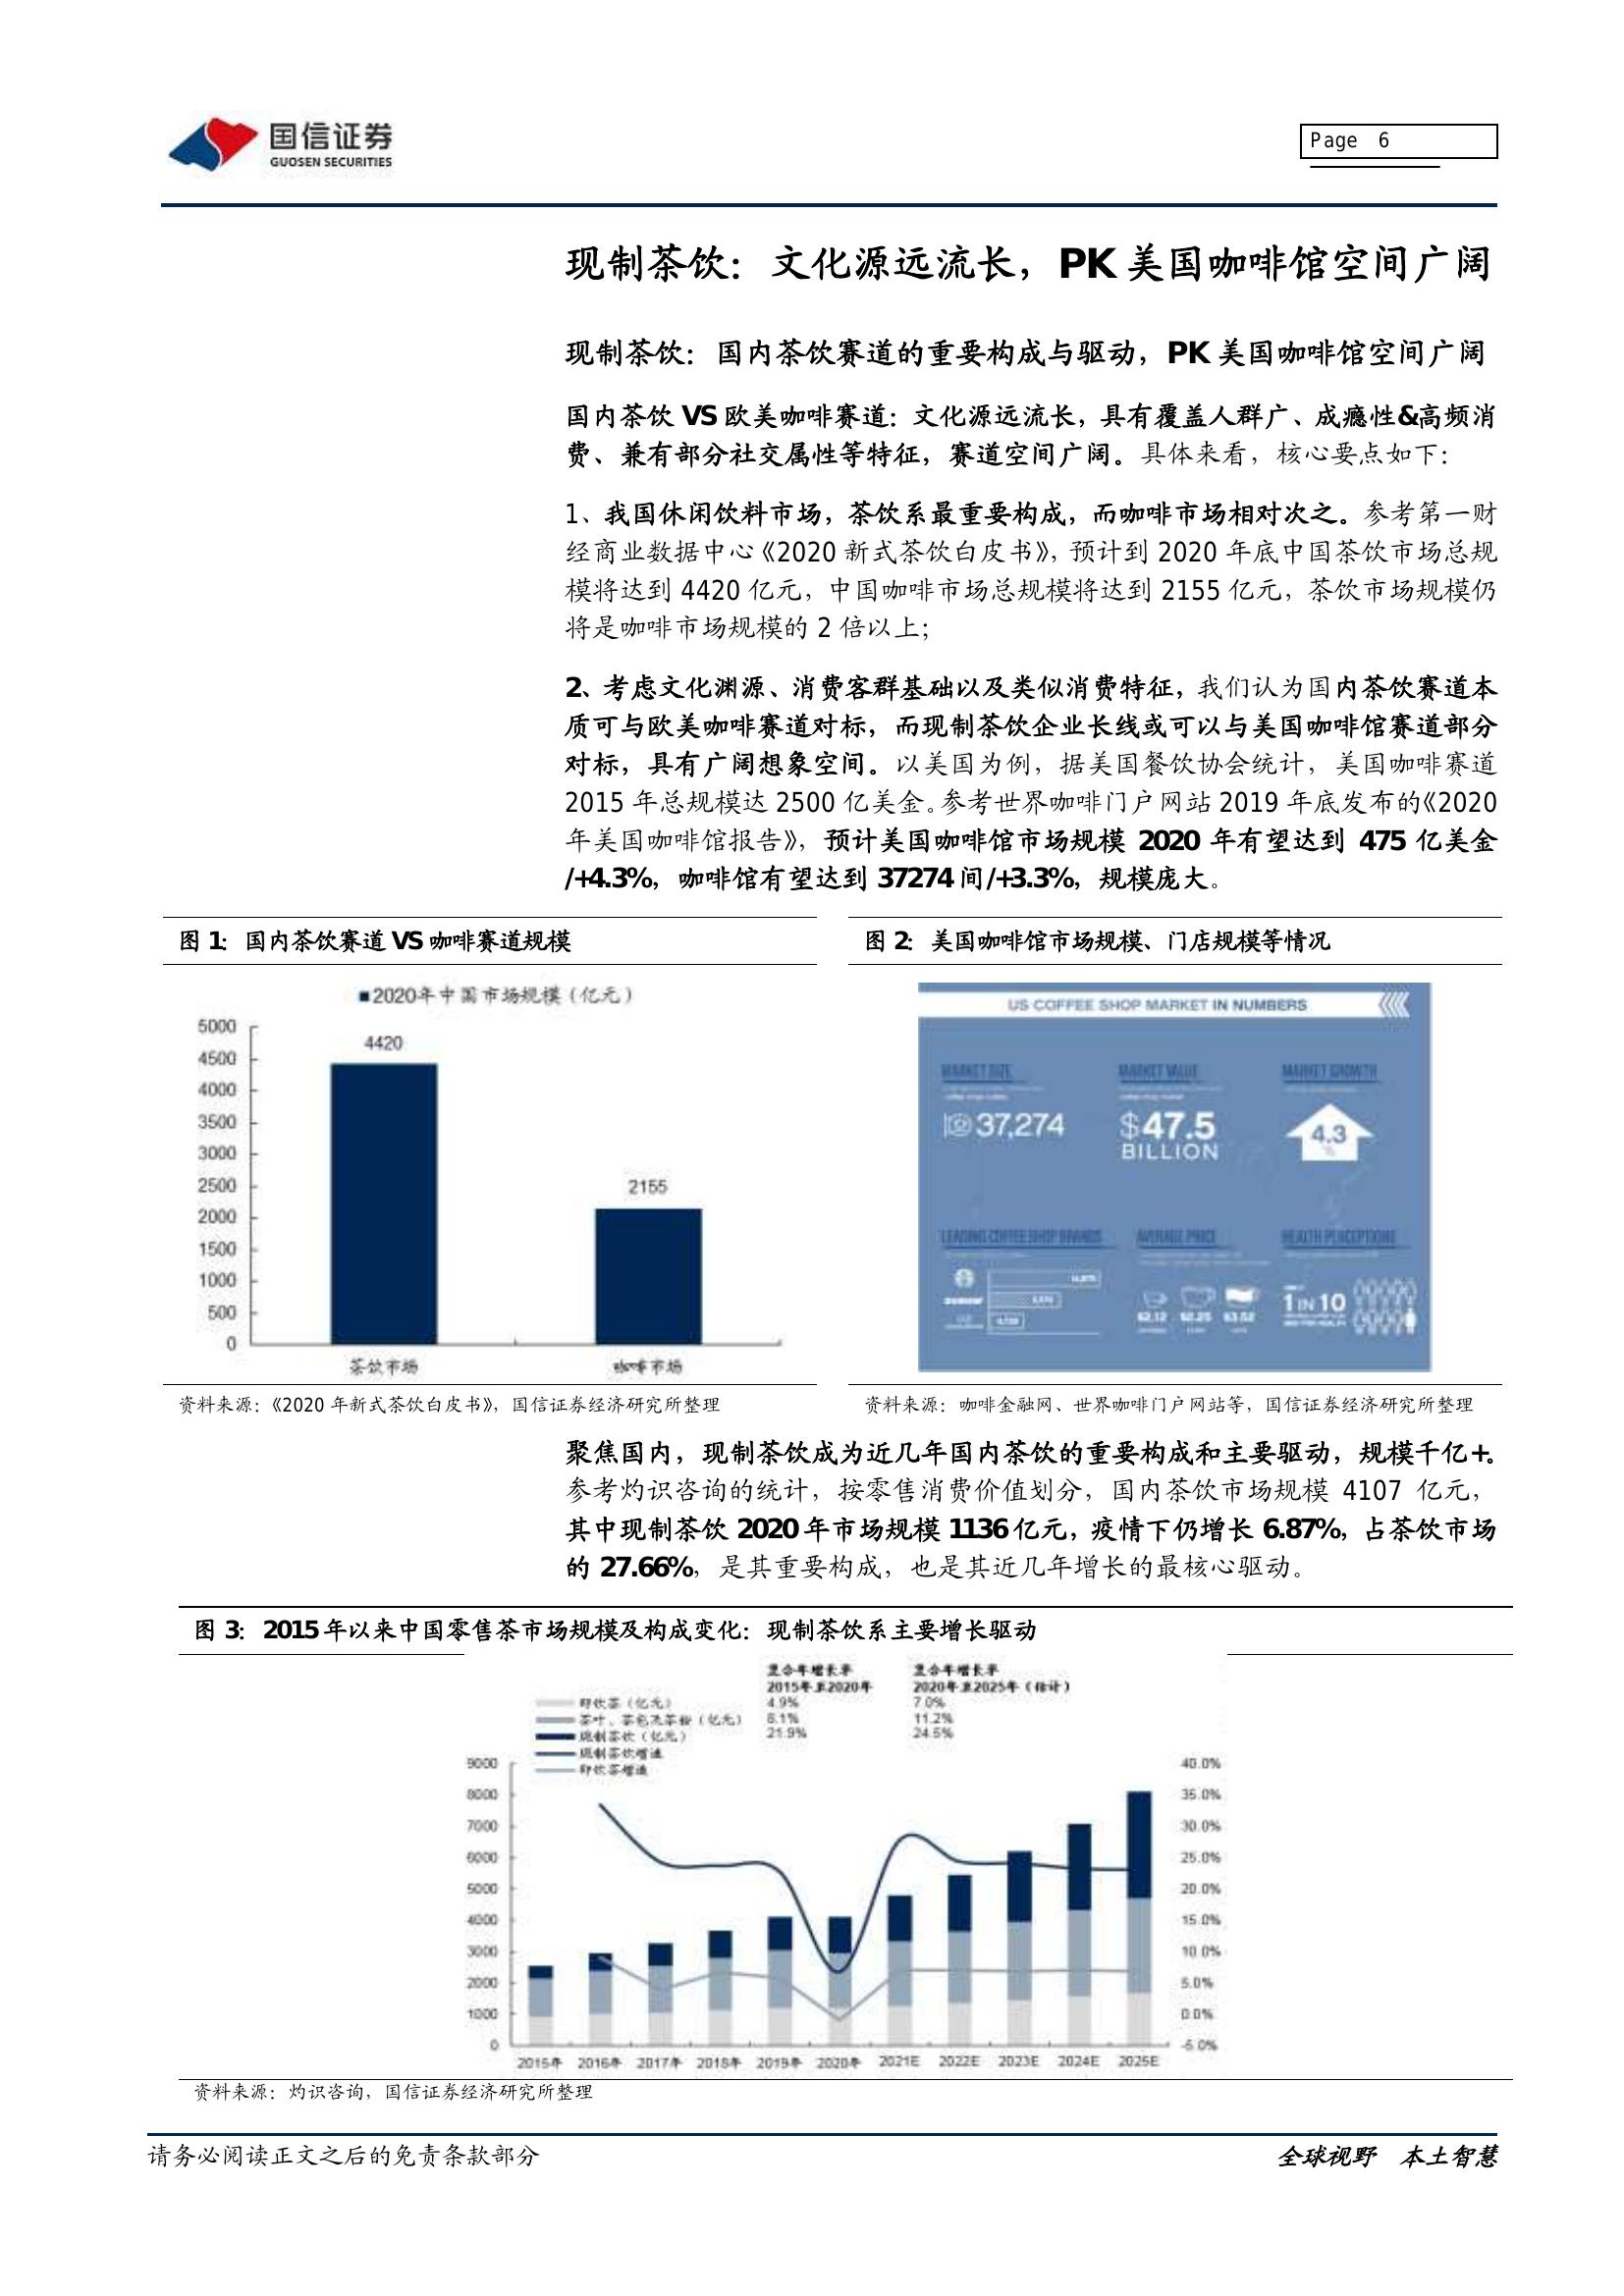 国信证券
GUOSEN SECURITIES
Page 6
现制茶饮：文化源远流长，PK 美国咖啡馆空间广阔
现制茶饮：国内茶饮赛道的重要构成与驱动，PK 美国咖啡馆空间广阔
国内茶饮 VS 欧美咖啡赛道：文化源远流长，具有覆盖人群广、成瘾性&高频消
费、兼有部分社交属性等特征，赛道空间广阔。具体来看，核心要点如下：
1、我国休闲饮料市场，茶饮系最重要构成，而咖啡市场相对次之。参考第一财
经商业数据中心《2020 新式茶饮白皮书》，预计到 2020 年底中国茶饮市场总规
模将达到 4420 亿元，中国咖啡市场总规模将达到 2155 亿元，茶饮市场规模仍
将是咖啡市场规模的 2 倍以上；
2、考虑文化渊源、消费客群基础以及类似消费特征，我们认为国内茶饮赛道本
质可与欧美咖啡赛道对标，而现制茶饮企业长线或可以与美国咖啡馆赛道部分
对标，具有广阔想象空间。以美国为例，据美国餐饮协会统计，美国咖啡赛道
2015 年总规模达 2500 亿美金。参考世界咖啡门户网站 2019 年底发布的《2020
年美国咖啡馆报告》，预计美国咖啡馆市场规模 2020 年有望达到 475 亿美金
/+4.3%，咖啡馆有望达到 37274 间/+3.3%，规模庞大。
图 1：国内茶饮赛道 VS 咖啡赛道规模
2020年中国市场规模（亿元）
5000
4500
4000
3500
3000
2500
2000
1500
1000
500
0
4420
2155
茶饮市场
咖啡市场
资料来源：《2020 年新式茶饮白皮书》，国信证券经济研究所整理
图 2：美国咖啡馆市场规模、门店规模等情况
US COFFEE SHOP MARKET IN NUMBERS
MARKET SIZE
MARKET VALUE
MARKET GROWTH
37,274
$47.5
BILLION
4.3
%
LEADING COFFEE SHOP BRANDS
AVERAGE PRICE
HEALTH PERCEPTIONS
1 IN 10
资料来源：咖啡金融网、世界咖啡门户网站等，国信证券经济研究所整理
聚焦国内，现制茶饮成为近几年国内茶饮的重要构成和主要驱动，规模千亿+。
参考灼识咨询的统计，按零售消费价值划分，国内茶饮市场规模 4107 亿元，
其中现制茶饮 2020 年市场规模 1136 亿元，疫情下仍增长 6.87%，占茶饮市场
的 27.66%，是其重要构成，也是其近几年增长的最核心驱动。
图 3：2015 年以来中国零售茶市场规模及构成变化：现制茶饮系主要增长驱动
复合年增长率 复合年增长率
2015年至2020年 2020年至2025年（估计）
即饮茶（亿元） 4.9% 7.0%
茶叶、茶包及茶粉（亿元） 8.1% 11.2%
现制茶饮（亿元） 21.9% 24.5%
现制茶饮增速
即饮茶增速
9000
8000
7000
6000
5000
4000
3000
2000
1000
0
40.0%
35.0%
30.0%
25.0%
20.0%
15.0%
10.0%
5.0%
0.0%
-5.0%
2015年 2016年 2017年 2018年 2019年 2020年 2021E 2022E 2023E 2024E 2025E
资料来源：灼识咨询，国信证券经济研究所整理
请务必阅读正文之后的免责条款部分
全球视野 本土智慧